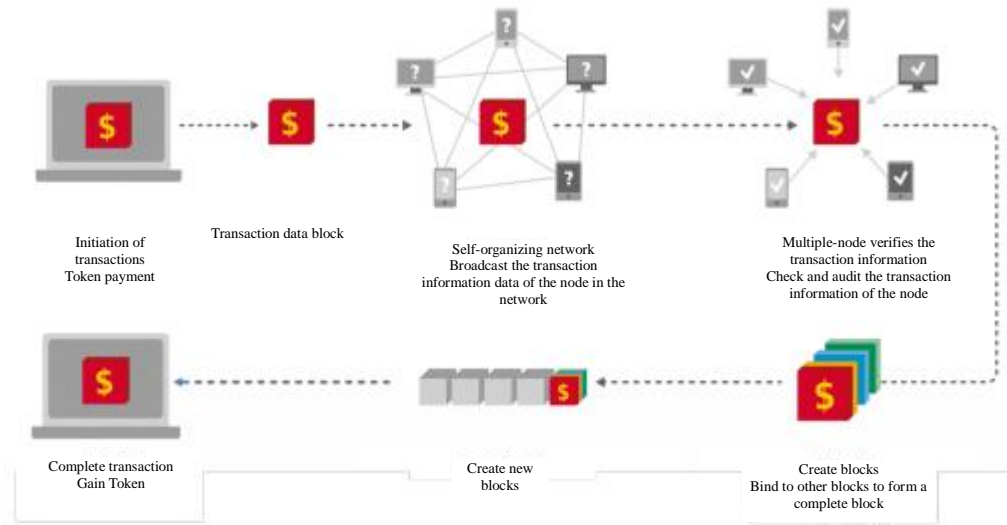 $
$
?
?
?
$
?
?
✓
✓
✓
$
✓
✓
Initiation of
transactions
Token payment
Transaction data block
Self-organizing network
Broadcast the transaction
information data of the node in the
network
Multiple-node verifies the
transaction information
Check and audit the transaction
information of the node
$
$
$
Complete transaction
Gain Token
Create new
blocks
Create blocks
Bind to other blocks to form a
complete block